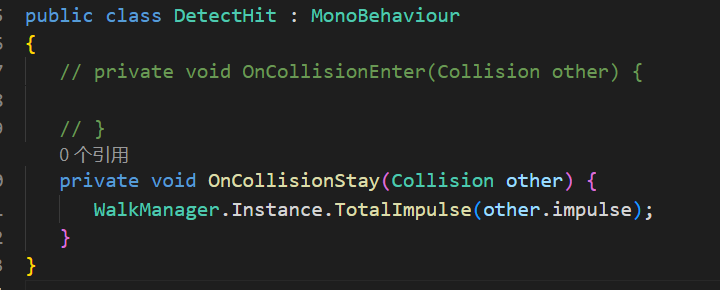 public class DetectHit : MonoBehaviour
{
// private void OnCollisionEnter(Collision other) {
// }
0 个引用
private void OnCollisionStay(Collision other) {
WalkManager.Instance.TotalImpulse(other.impulse);
}
}